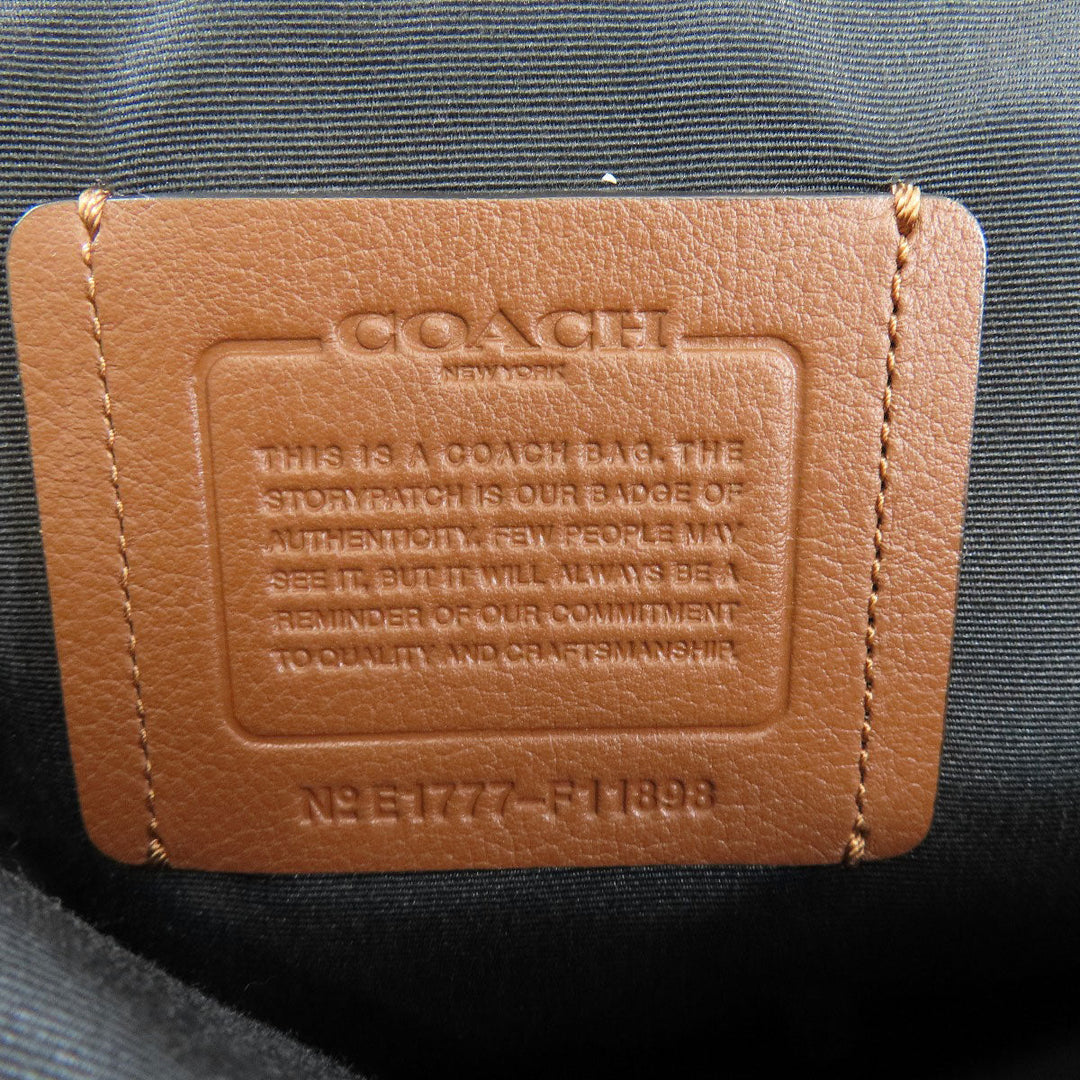 COACH
NEW YORK
THIS IS A COACH BAG. THE
STORYPATCH IS OUR BADGE OF
AUTHENTICITY. FEW PEOPLE MAY
SEE IT, BUT IT WILL ALWAYS BE A
REMINDER OF OUR COMMITMENT
TO QUALITY AND CRAFTSMANSHIP.
Nº E1777-F11898